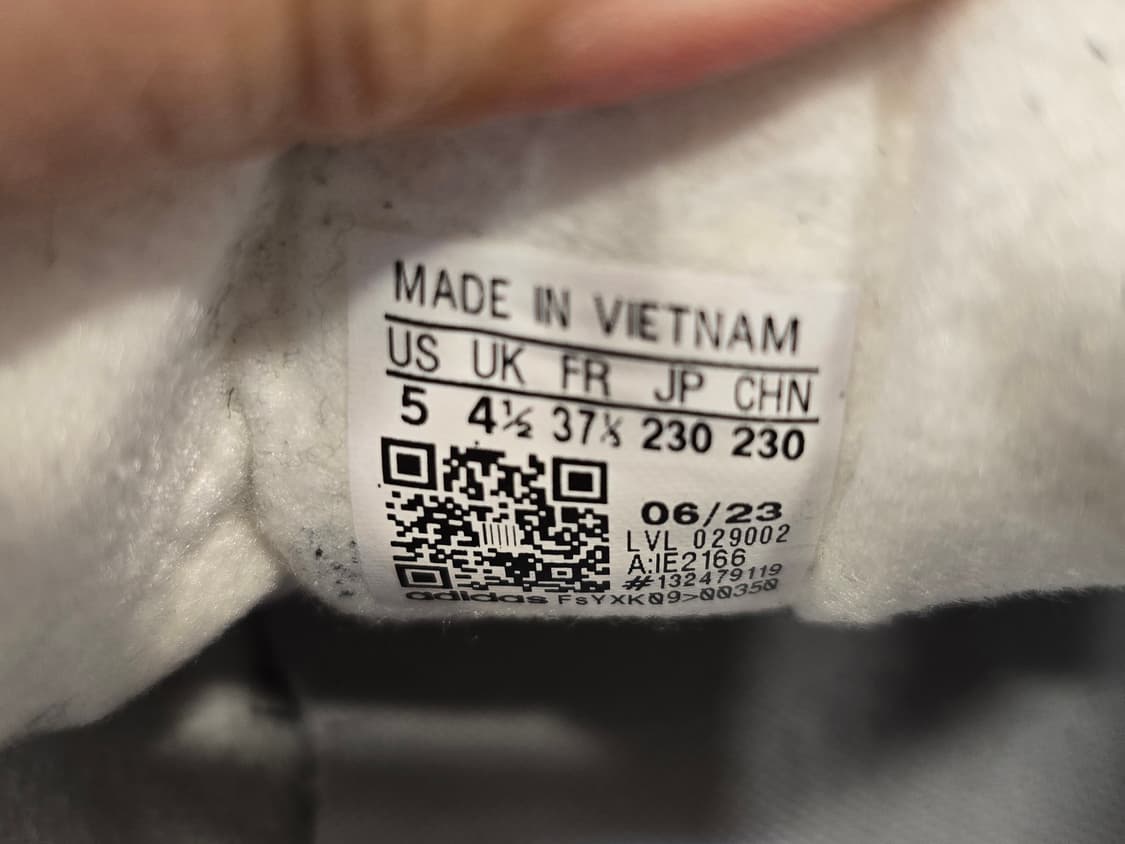 MADE IN VIETNAM
US UK FR JP CHN
5 4½ 37⅓ 230 230
06/23
LVL 029002
A:IE2166
#132479119
adidas FsYXK09>00350